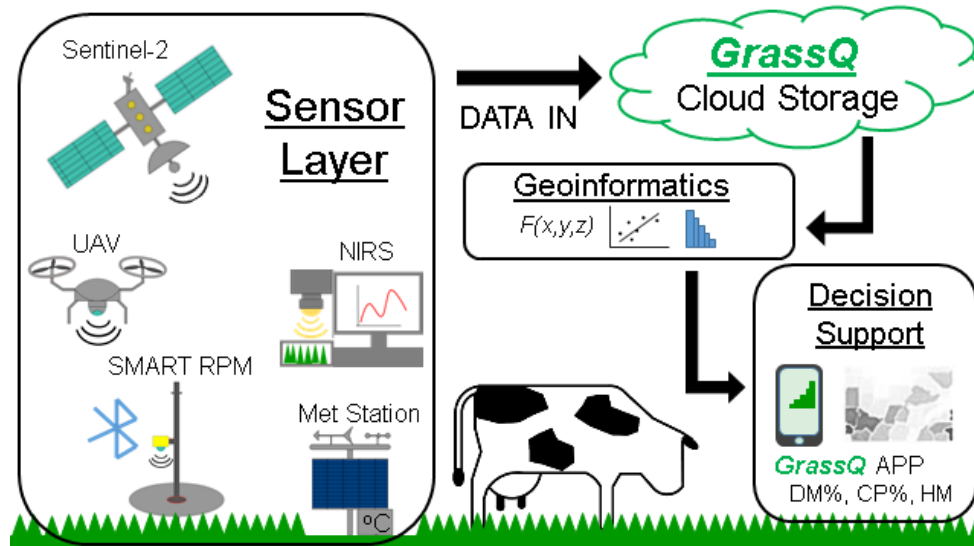 Sentinel-2
Sensor
Layer
UAV
NIRS
SMART RPM
Met Station
ºC
DATA IN
GrassQ
Cloud Storage
Geoinformatics
F(x,y,z)
Decision
Support
GrassQ APP
DM%, CP%, HM